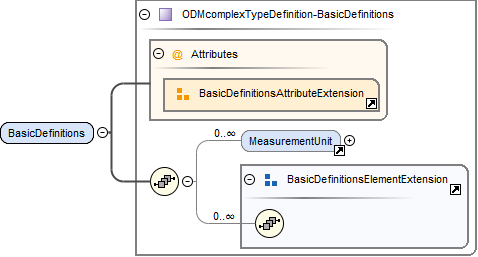 ODMcomplexTypeDefinition-BasicDefinitions
@ Attributes
BasicDefinitionsAttributeExtension
BasicDefinitions
0..∞
MeasurementUnit
BasicDefinitionsElementExtension
0..∞